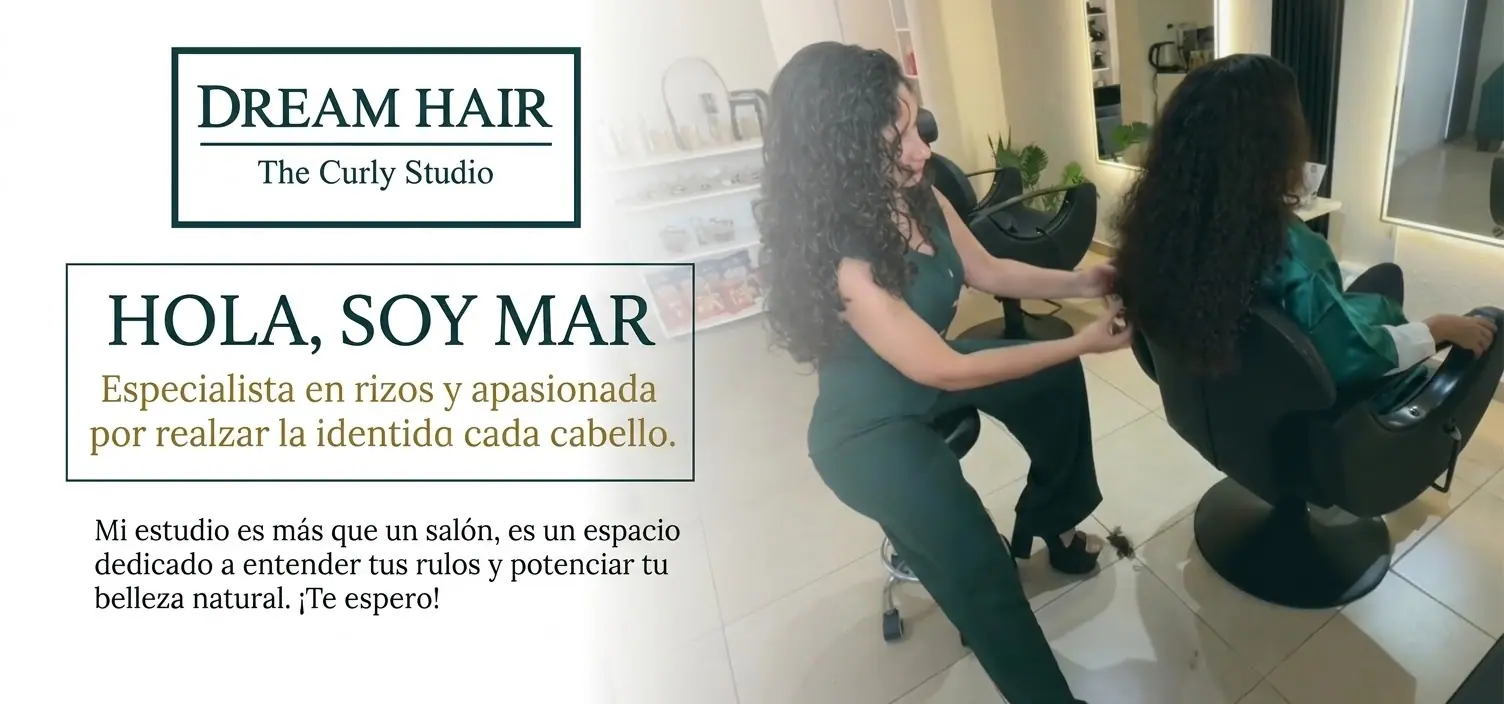 DREAM HAIR
The Curly Studio
HOLA, SOY MAR
Especialista en rizos y apasionada
por realzar la identida cada cabello.
Mi estudio es más que un salón, es un espacio
dedicado a entender tus rulos y potenciar tu
belleza natural. ¡Te espero!